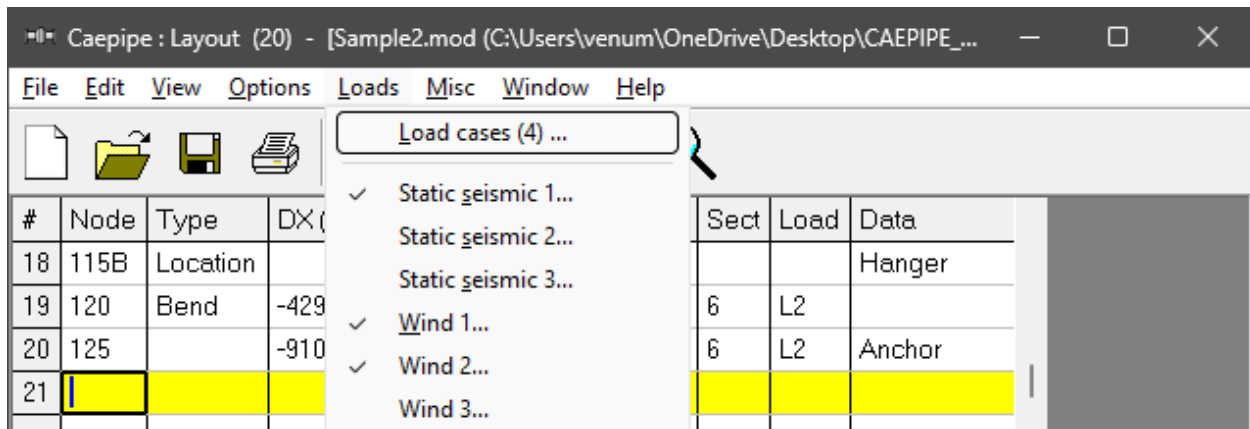 Caepipe : Layout (20) - [Sample2.mod (C:\Users\venum\OneDrive\Desktop\CAEPIPE_...
File Edit View Options Loads Misc Window Help
Load cases (4) ...
Static seismic 1...
Static seismic 2...
Static seismic 3...
Wind 1...
Wind 2...
Wind 3...
# Node Type DX ( Sect Load Data
18 115B Location Hanger
19 120 Bend -429 6 L2
20 125 -910 6 L2 Anchor
21